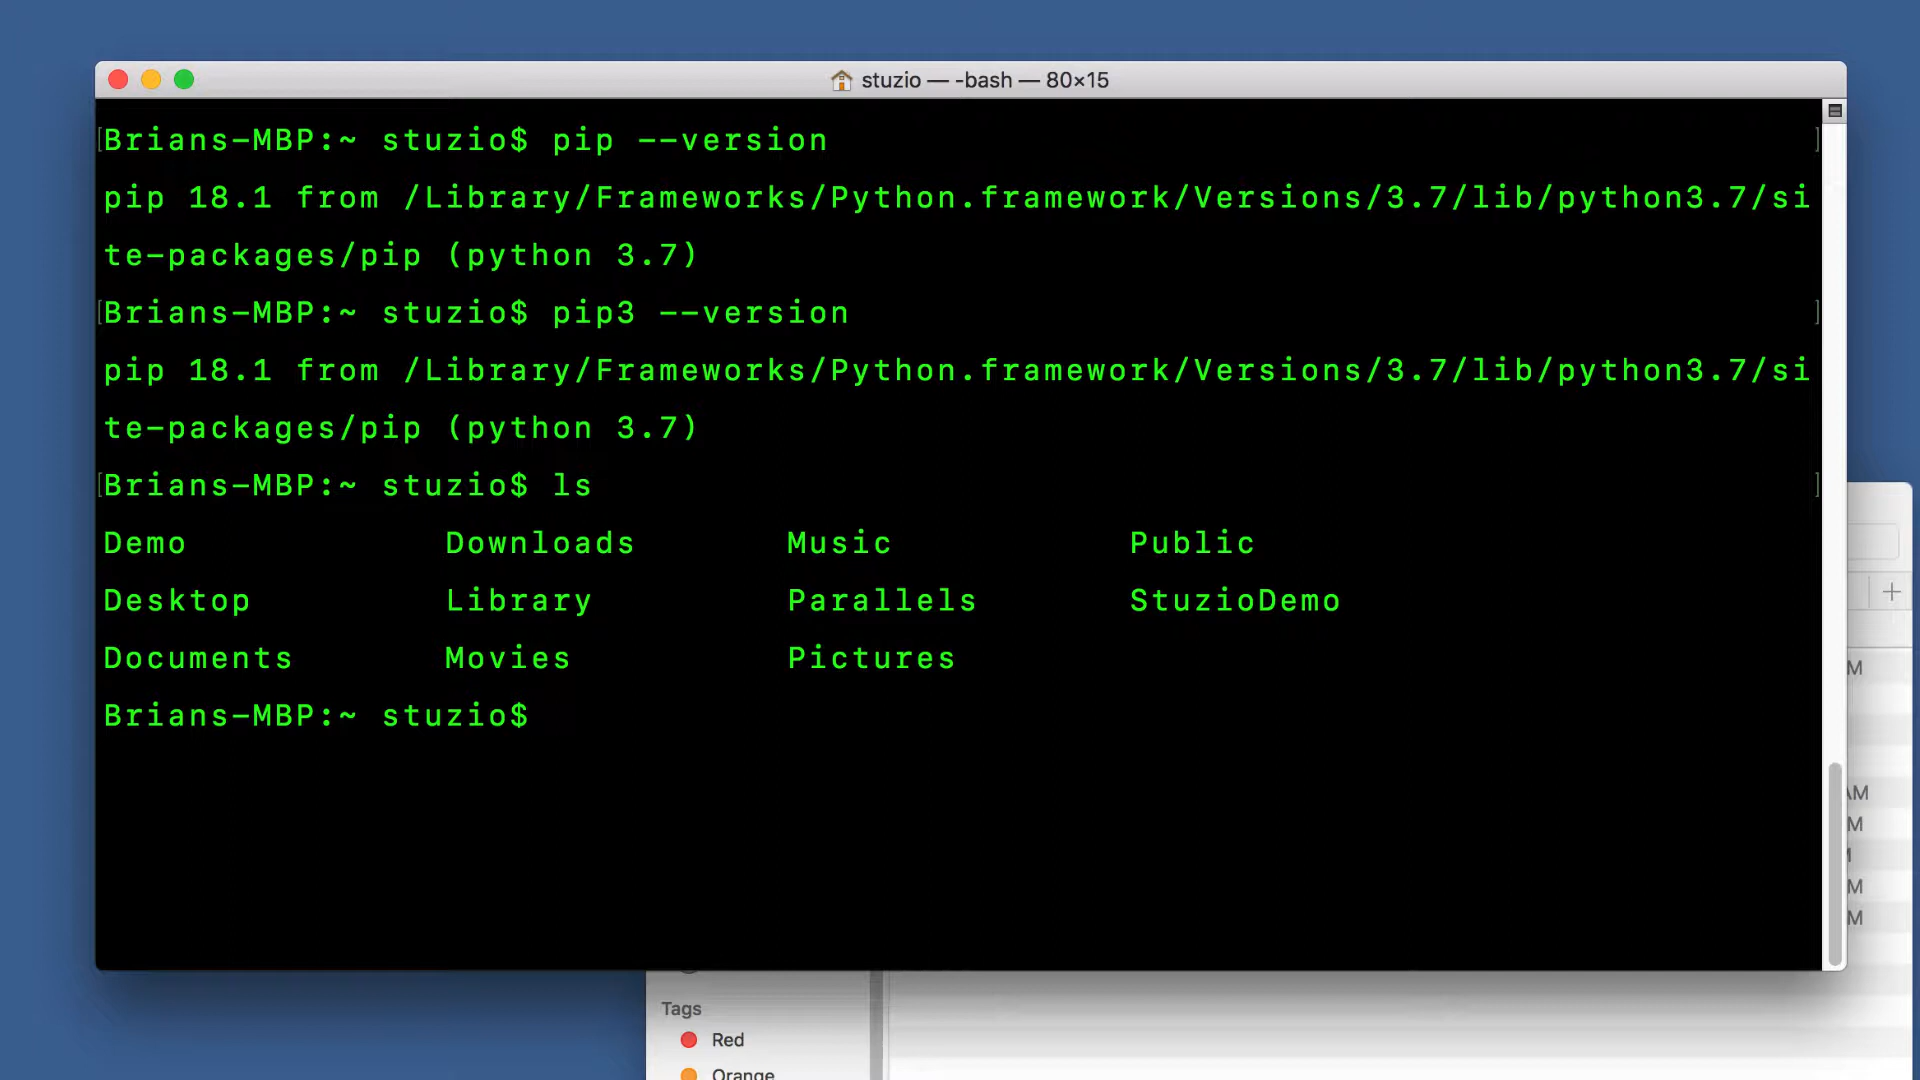 stuzio — -bash — 80×15
Brians-MBP:~ stuzio$ pip --version
pip 18.1 from /Library/Frameworks/Python.framework/Versions/3.7/lib/python3.7/si
te-packages/pip (python 3.7)
Brians-MBP:~ stuzio$ pip3 --version
pip 18.1 from /Library/Frameworks/Python.framework/Versions/3.7/lib/python3.7/si
te-packages/pip (python 3.7)
Brians-MBP:~ stuzio$ ls
Demo Downloads Music Public
Desktop Library Parallels StuzioDemo
Documents Movies Pictures
Brians-MBP:~ stuzio$
Tags
Red
Orange